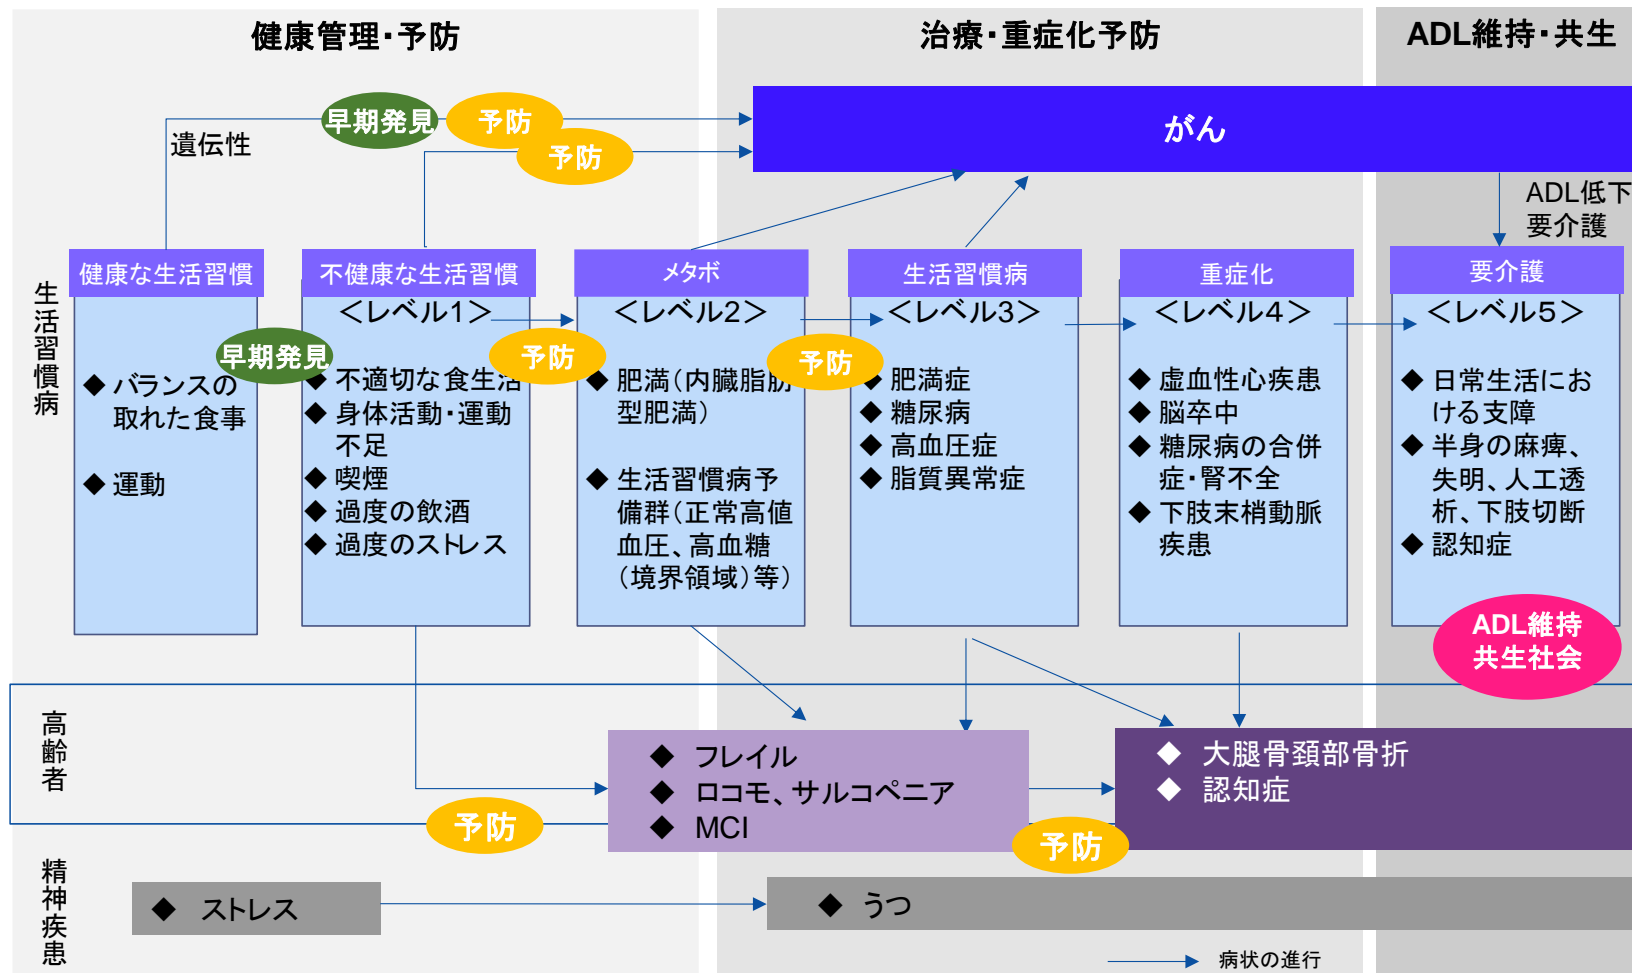 健康管理・予防
治療・重症化予防
ADL維持・共生
早期発見
予防
予防
遺伝性
がん
ADL低下
要介護
生活習慣病
健康な生活習慣
◆ バランスの
取れた食事
◆ 運動
早期発見
不健康な生活習慣
＜レベル1＞
◆ 不適切な食生活
◆ 身体活動・運動
不足
◆ 喫煙
◆ 過度の飲酒
◆ 過度のストレス
予防
メタボ
＜レベル2＞
◆ 肥満（内臓脂肪
型肥満）
◆ 生活習慣病予
備群（正常高値
血圧、高血糖
（境界領域）等）
予防
生活習慣病
＜レベル3＞
◆ 肥満症
◆ 糖尿病
◆ 高血圧症
◆ 脂質異常症
重症化
＜レベル４＞
◆ 虚血性心疾患
◆ 脳卒中
◆ 糖尿病の合併
症・腎不全
◆ 下肢末梢動脈
疾患
要介護
＜レベル５＞
◆ 日常生活にお
ける支障
◆ 半身の麻痺、
失明、人工透
析、下肢切断
◆ 認知症
ADL維持
共生社会
高齢者
◆ フレイル
◆ ロコモ、サルコペニア
◆ MCI
◆ 大腿骨頚部骨折
◆ 認知症
予防
予防
精神疾患
◆ ストレス
◆ うつ
病状の進行